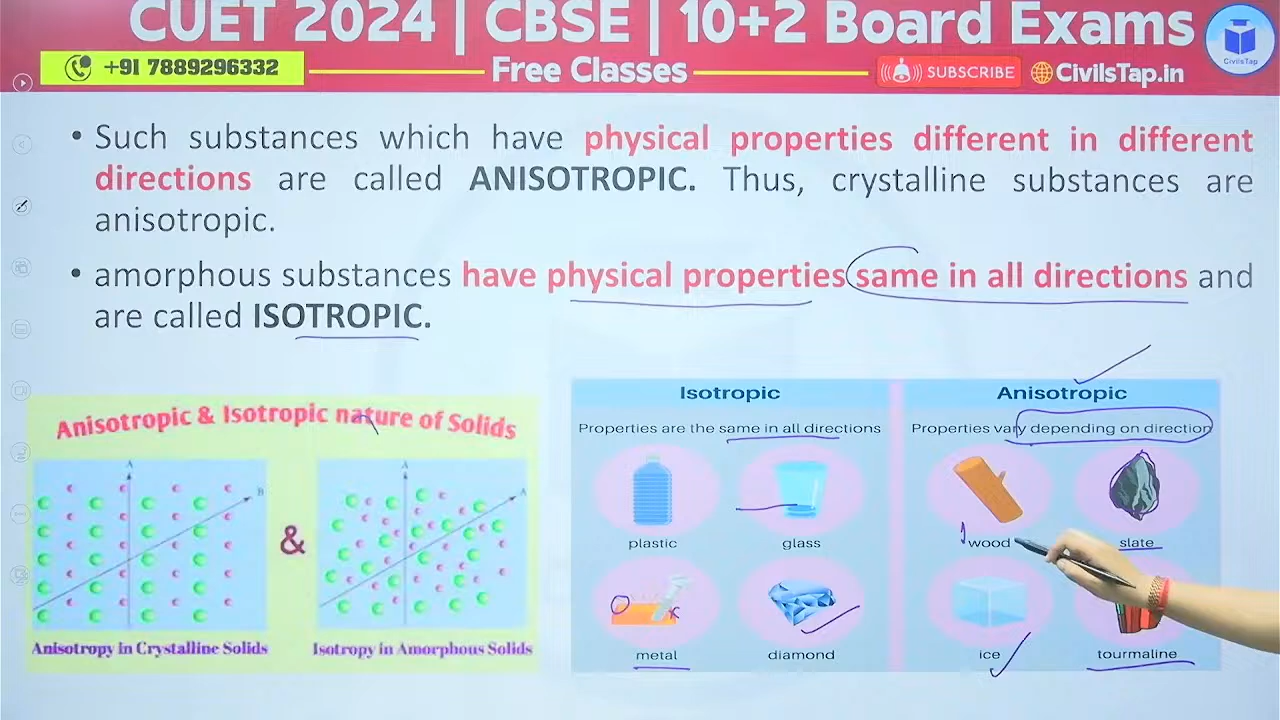 CUET 2024 | CBSE | 10+2 Board Exams
+91 7889296332
Free Classes
SUBSCRIBE
CivilsTap.in
CivilsTap
• Such substances which have physical properties different in different
directions are called ANISOTROPIC. Thus, crystalline substances are
anisotropic.
• amorphous substances have physical properties same in all directions and
are called ISOTROPIC.
Anisotropic & Isotropic nature of Solids
A
B
&
A
A
Anisotropy in Crystalline Solids
Isotropy in Amorphous Solids
Isotropic
Properties are the same in all directions
plastic
glass
metal
diamond
Anisotropic
Properties vary depending on direction
wood
slate
ice
tourmaline